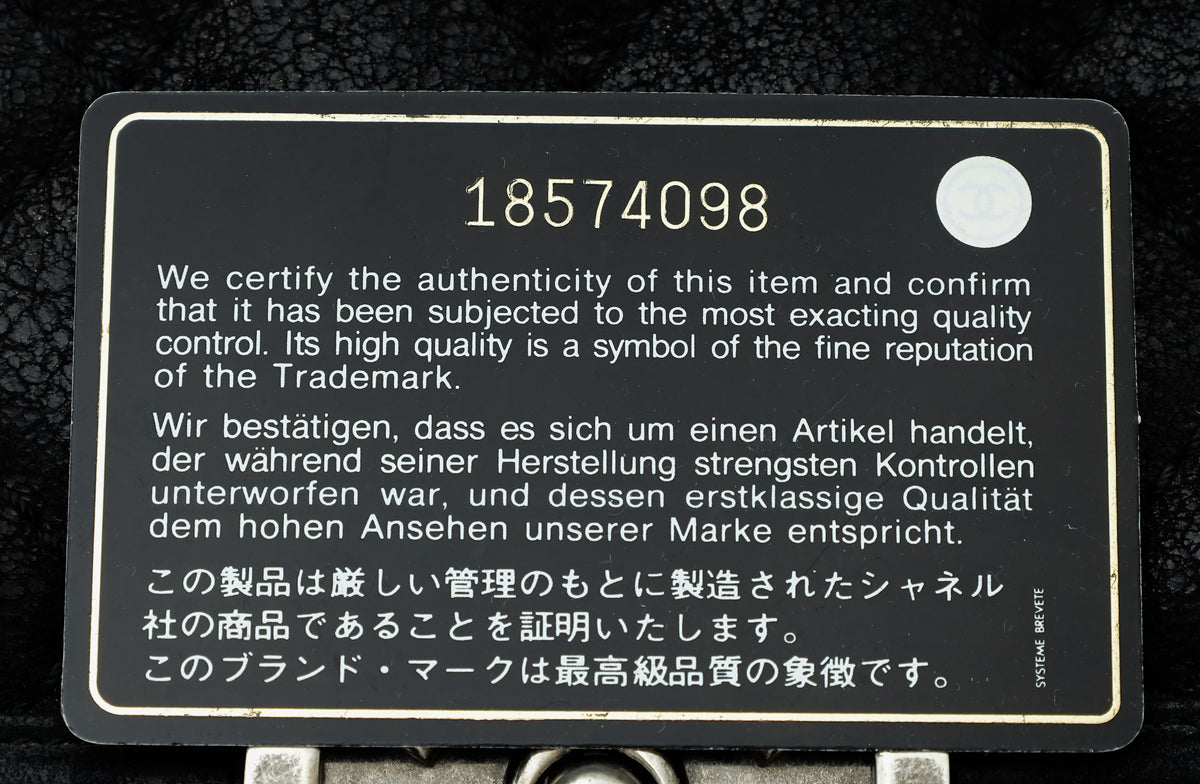 18574098
We certify the authenticity of this item and confirm
that it has been subjected to the most exacting quality
control. Its high quality is a symbol of the fine reputation
of the Trademark.
Wir bestätigen, dass es sich um einen Artikel handelt,
der während seiner Herstellung strengsten Kontrollen
unterworfen war, und dessen erstklassige Qualität
dem hohen Ansehen unserer Marke entspricht.
この製品は厳しい管理のもとに製造されたシャネル
社の商品であることを証明いたします。
このブランド・マークは最高級品質の象徴です。
SYSTEME BREVETE